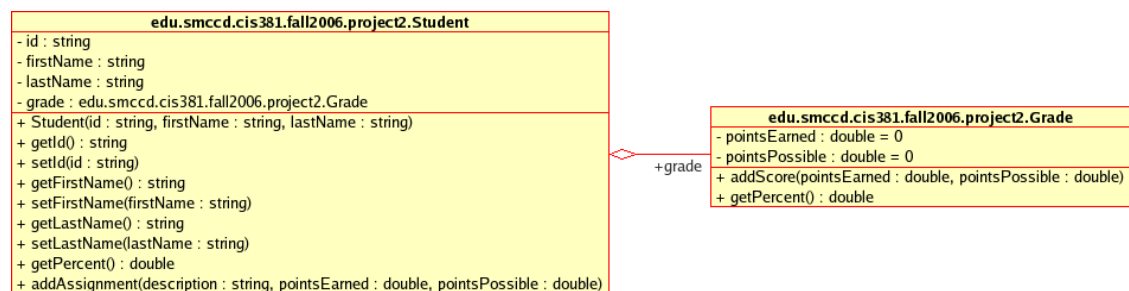 edu.smccd.cis381.fall2006.project2.Student
- id : string
- firstName : string
- lastName : string
- grade : edu.smccd.cis381.fall2006.project2.Grade
+ Student(id : string, firstName : string, lastName : string)
+ getId() : string
+ setId(id : string)
+ getFirstName() : string
+ setFirstName(firstName : string)
+ getLastName() : string
+ setLastName(lastName : string)
+ getPercent() : double
+ addAssignment(description : string, pointsEarned : double, pointsPossible : double)
+grade
edu.smccd.cis381.fall2006.project2.Grade
- pointsEarned : double = 0
- pointsPossible : double = 0
+ addScore(pointsEarned : double, pointsPossible : double)
+ getPercent() : double